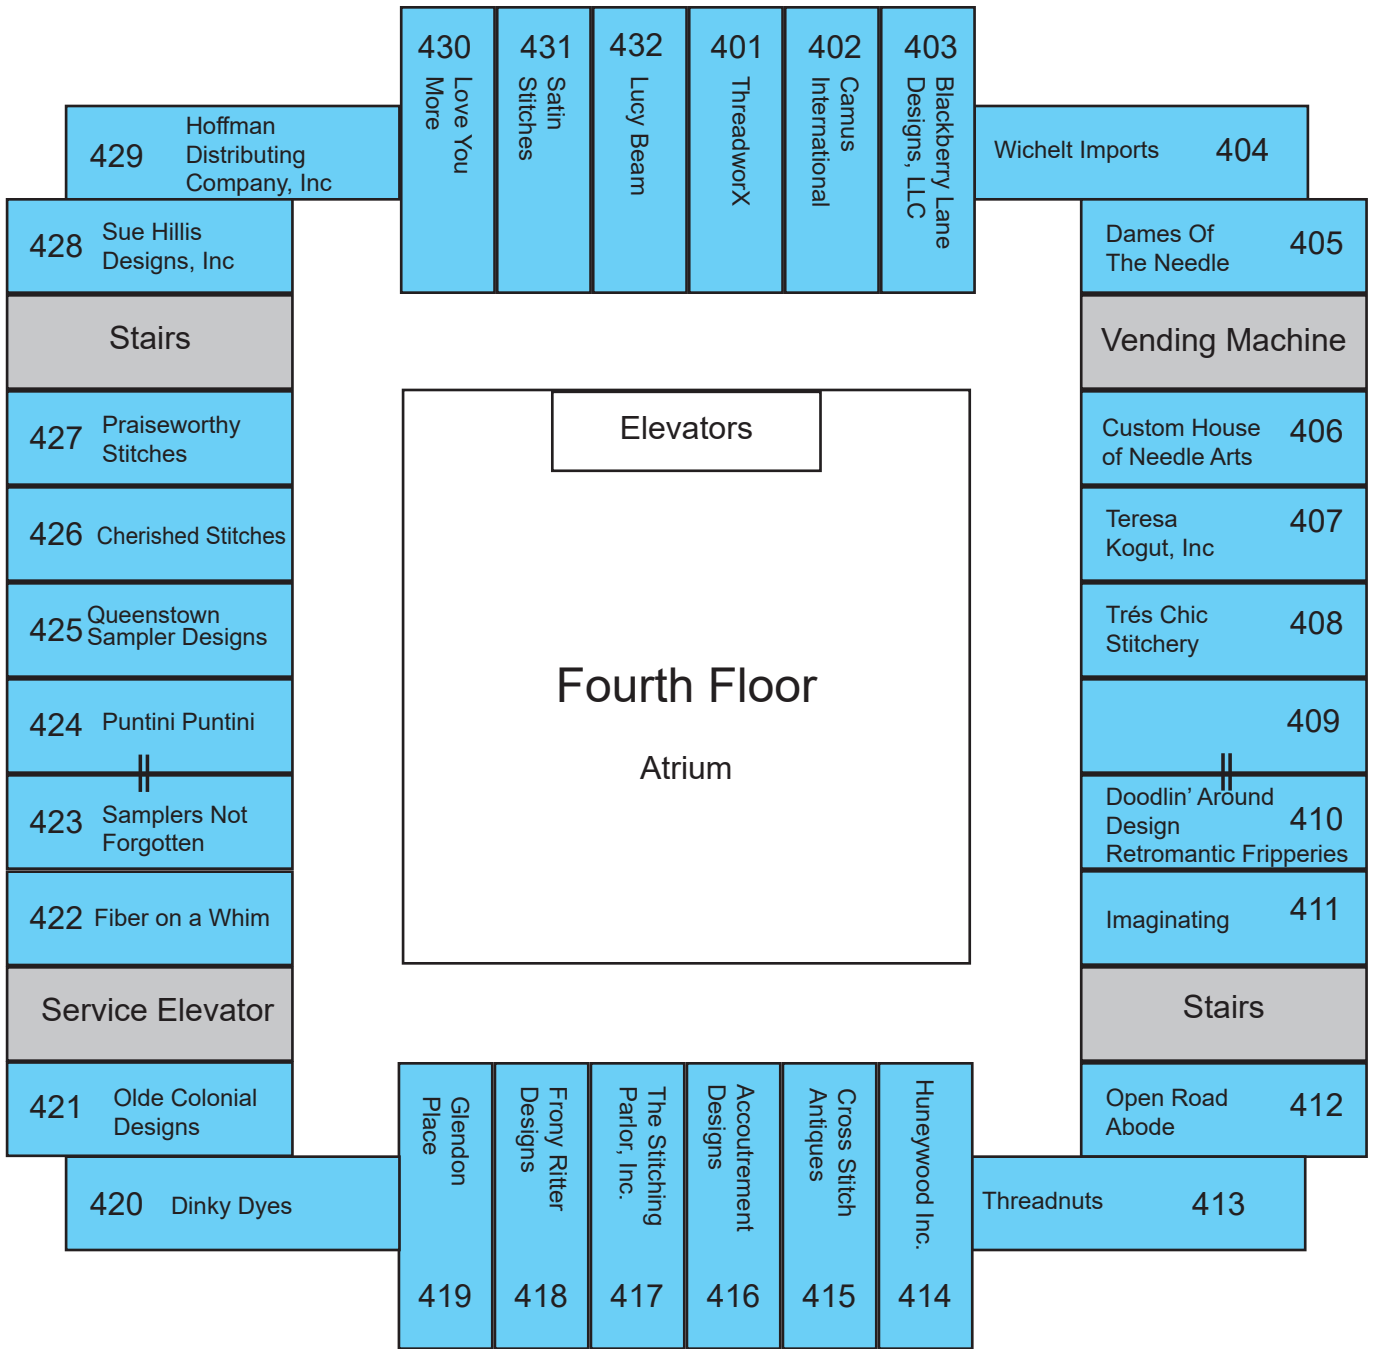 430
Love You
More
431
Satin
Stitches
432
Lucy Beam
401
ThreadworX
402
Camus
International
403
Blackberry Lane
Designs, LLC
429
Hoffman
Distributing
Company, Inc
Wichelt Imports 404
428
Sue Hillis
Designs, Inc
Dames Of
The Needle
405
Stairs
Vending Machine
Elevators
427
Praiseworthy
Stitches
Custom House
of Needle Arts
406
426 Cherished Stitches
Teresa
Kogut, Inc
407
425
Queenstown
Sampler Designs
Trés Chic
Stitchery
408
Fourth Floor
Atrium
424 Puntini Puntini
409
423
Samplers Not
Forgotten
Doodlin’ Around
Design
Retromantic Fripperies
410
422 Fiber on a Whim
Imaginating 411
Service Elevator
Stairs
421
Olde Colonial
Designs
Open Road
Abode
412
420 Dinky Dyes
Threadnuts 413
Glendon
Place
419
Frony Ritter
Designs
418
The Stitching
Parlor, Inc.
417
Accoutrement
Designs
416
Cross Stitch
Antiques
415
Huneywood Inc.
414